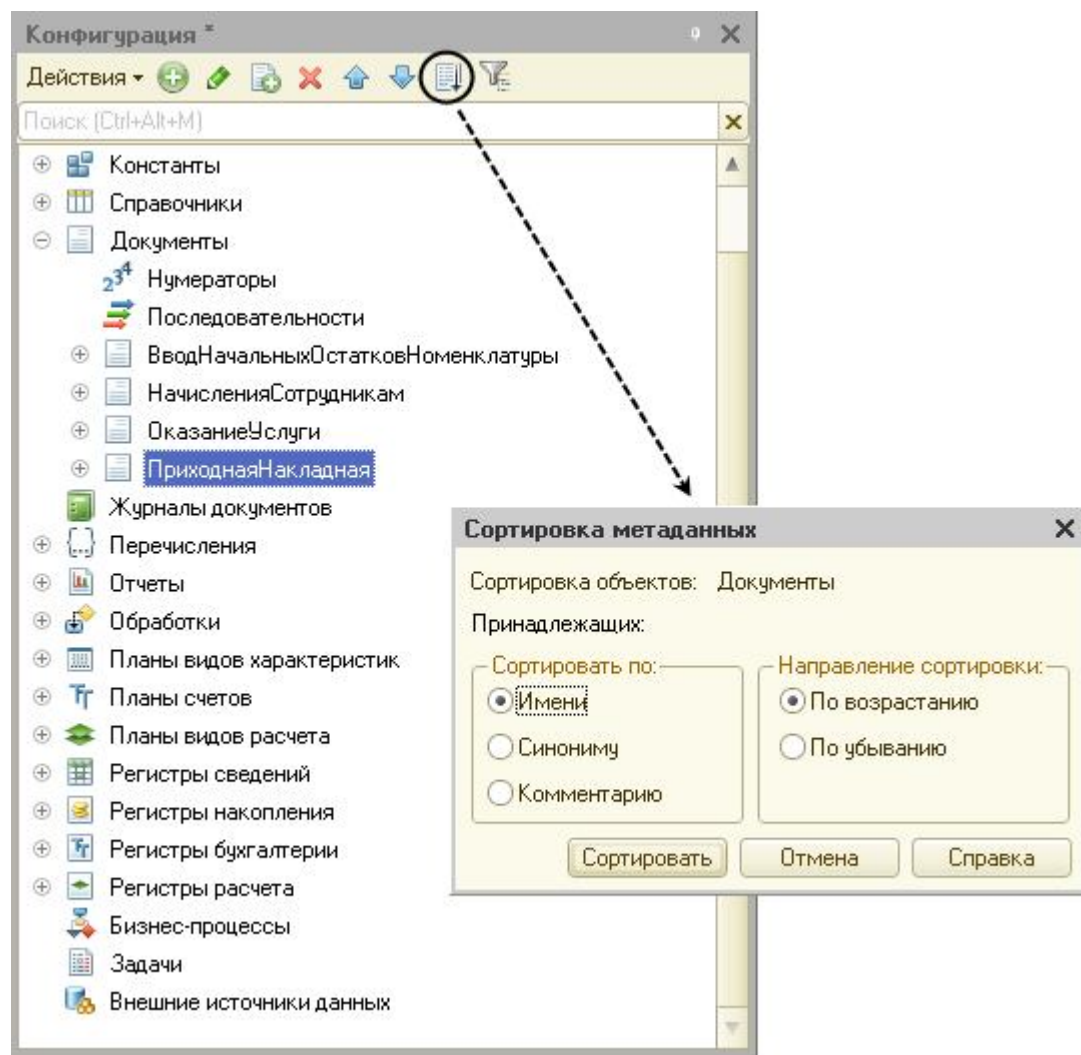 Конфигурация *
Действия
Поиск (Ctrl+Alt+M)
Константы
Справочники
Документы
Нумераторы
Последовательности
ВводНачальныхОстатковНоменклатуры
НачисленияСотрудникам
ОказаниеУслуги
ПриходнаяНакладная
Журналы документов
Перечисления
Отчеты
Обработки
Планы видов характеристик
Планы счетов
Планы видов расчета
Регистры сведений
Регистры накопления
Регистры бухгалтерии
Регистры расчета
Бизнес-процессы
Задачи
Внешние источники данных
Сортировка метаданных
Сортировка объектов: Документы
Принадлежащих:
Сортировать по:
Имени
Синониму
Комментарию
Направление сортировки:
По возрастанию
По убыванию
Сортировать Отмена Справка